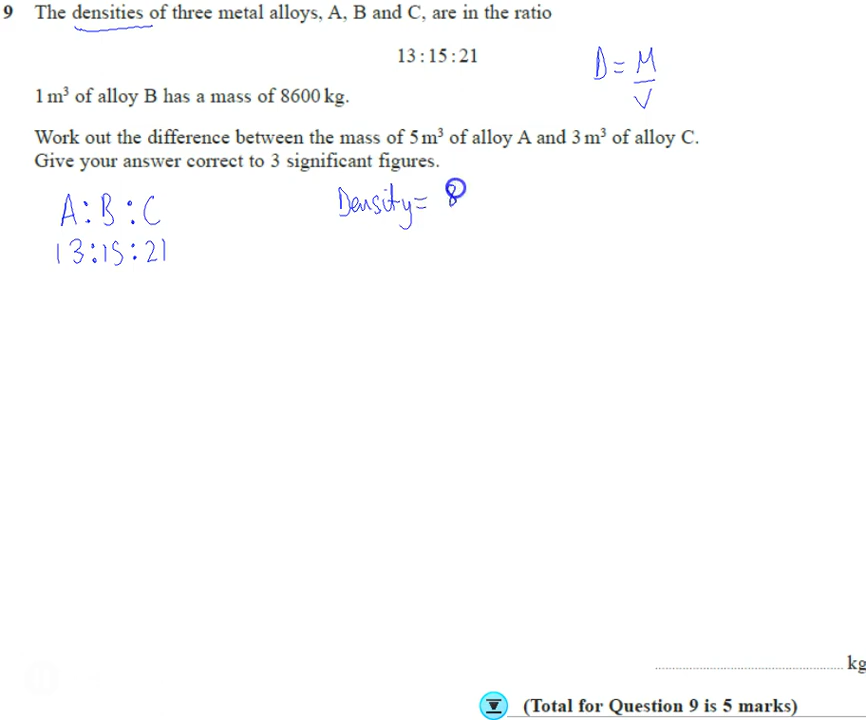 9 The densities of three metal alloys, A, B and C, are in the ratio
13 : 15 : 21
D = M
V
1 m³ of alloy B has a mass of 8600 kg.
Work out the difference between the mass of 5 m³ of alloy A and 3 m³ of alloy C.
Give your answer correct to 3 significant figures.
A : B : C
13 : 15 : 21
Density = 8
kg
(Total for Question 9 is 5 marks)